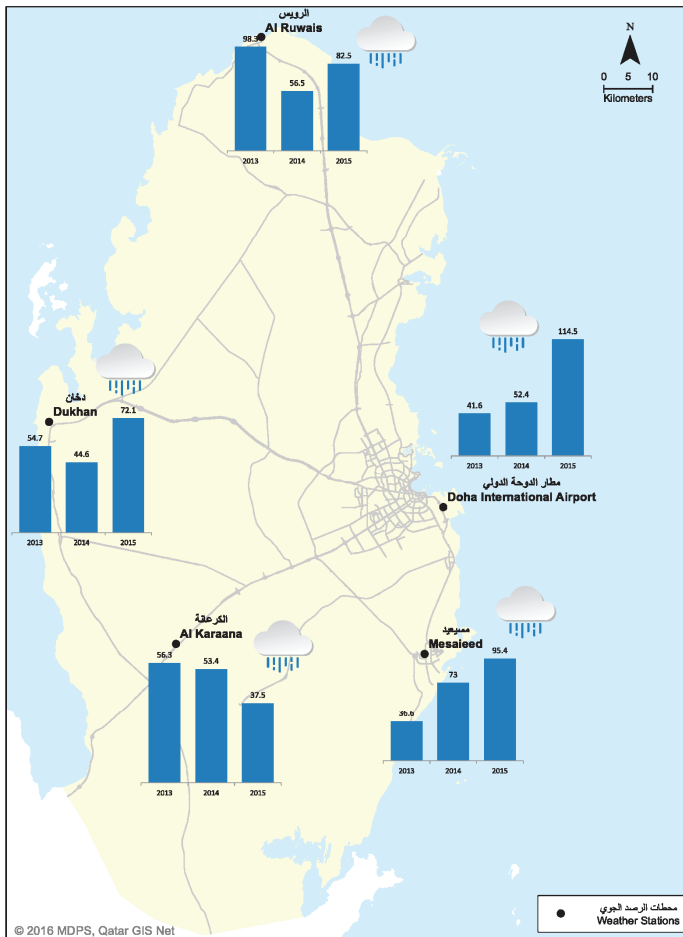 الرويس
Al Ruwais
98.3
56.5
82.5
2013 2014 2015
N
0 5 10
Kilometers
114.5
41.6
52.4
2013 2014 2015
مطار الدوحة الدولي
Doha International Airport
دخان
Dukhan
54.7
44.6
72.1
2013 2014 2015
الكرعانة
Al Karaana
56.3
53.4
37.5
2013 2014 2015
مسيعيد
Mesaieed
36.6
73
95.4
2013 2014 2015
محطات الرصد الجوي
Weather Stations
© 2016 MDPS, Qatar GIS Net